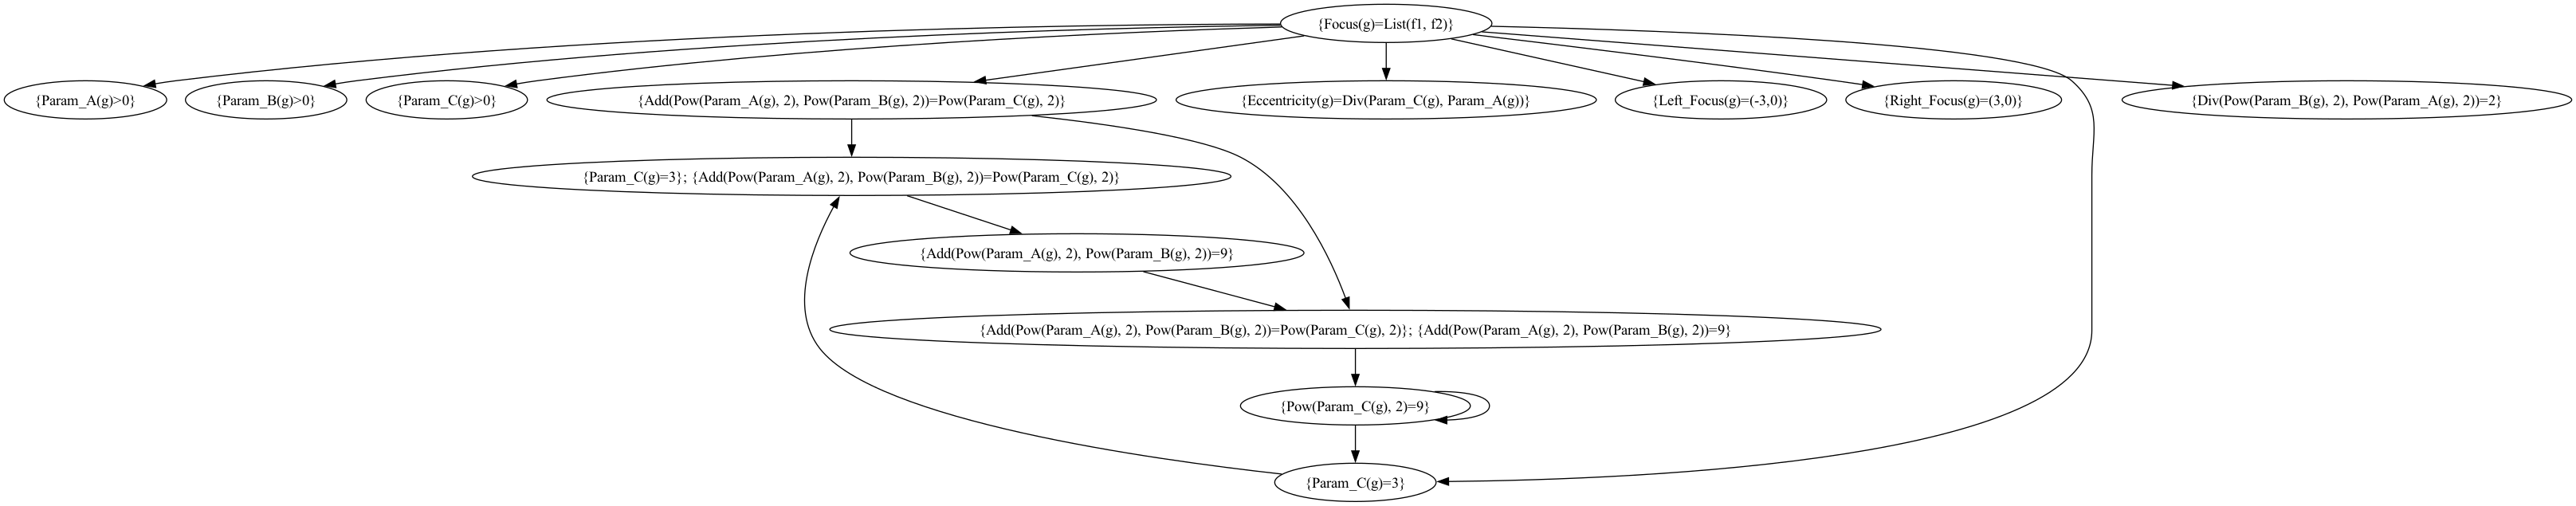 {Focus(g)=List(f1, f2)}
{Param_A(g)>0}
{Param_B(g)>0}
{Param_C(g)>0}
{Add(Pow(Param_A(g), 2), Pow(Param_B(g), 2))=Pow(Param_C(g), 2)}
{Eccentricity(g)=Div(Param_C(g), Param_A(g))}
{Left_Focus(g)=(-3,0)}
{Right_Focus(g)=(3,0)}
{Div(Pow(Param_B(g), 2), Pow(Param_A(g), 2))=2}
{Param_C(g)=3}; {Add(Pow(Param_A(g), 2), Pow(Param_B(g), 2))=Pow(Param_C(g), 2)}
{Add(Pow(Param_A(g), 2), Pow(Param_B(g), 2))=9}
{Add(Pow(Param_A(g), 2), Pow(Param_B(g), 2))=Pow(Param_C(g), 2)}; {Add(Pow(Param_A(g), 2), Pow(Param_B(g), 2))=9}
{Pow(Param_C(g), 2)=9}
{Param_C(g)=3}